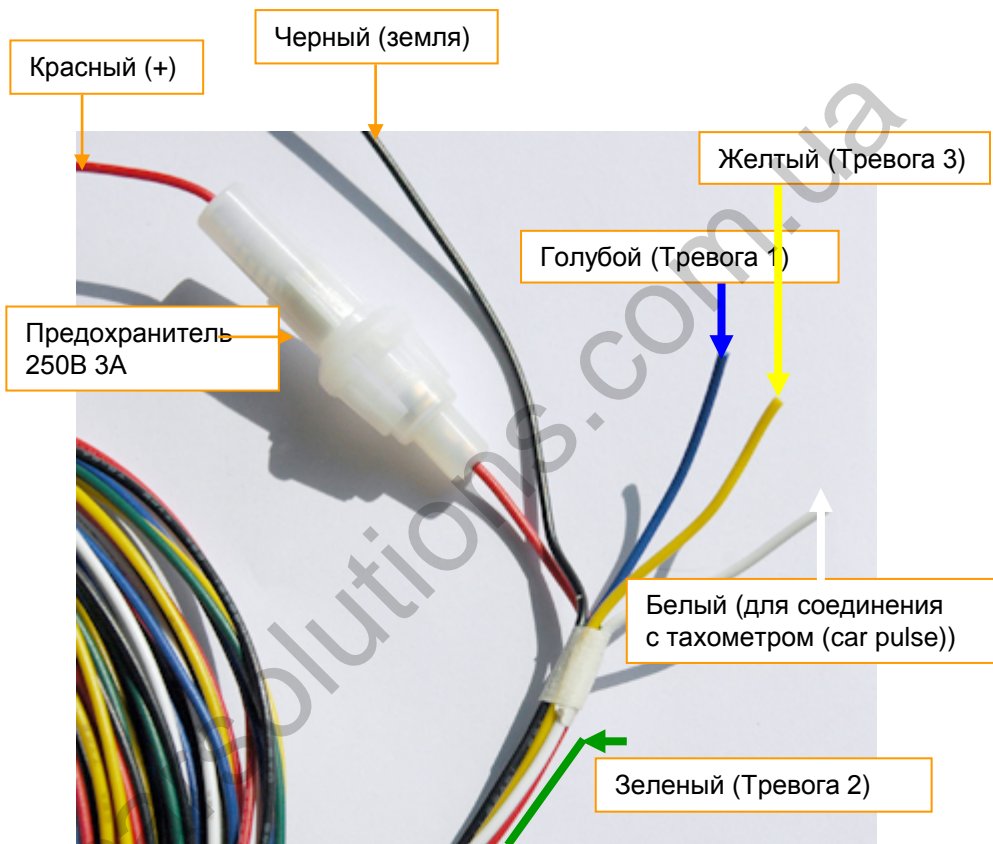 Черный (земля)
Красный (+)
Желтый (Тревога 3)
Голубой (Тревога 1)
Предохранитель
250В 3А
Белый (для соединения
с тахометром (car pulse))
Зеленый (Тревога 2)
solutions.com.ua